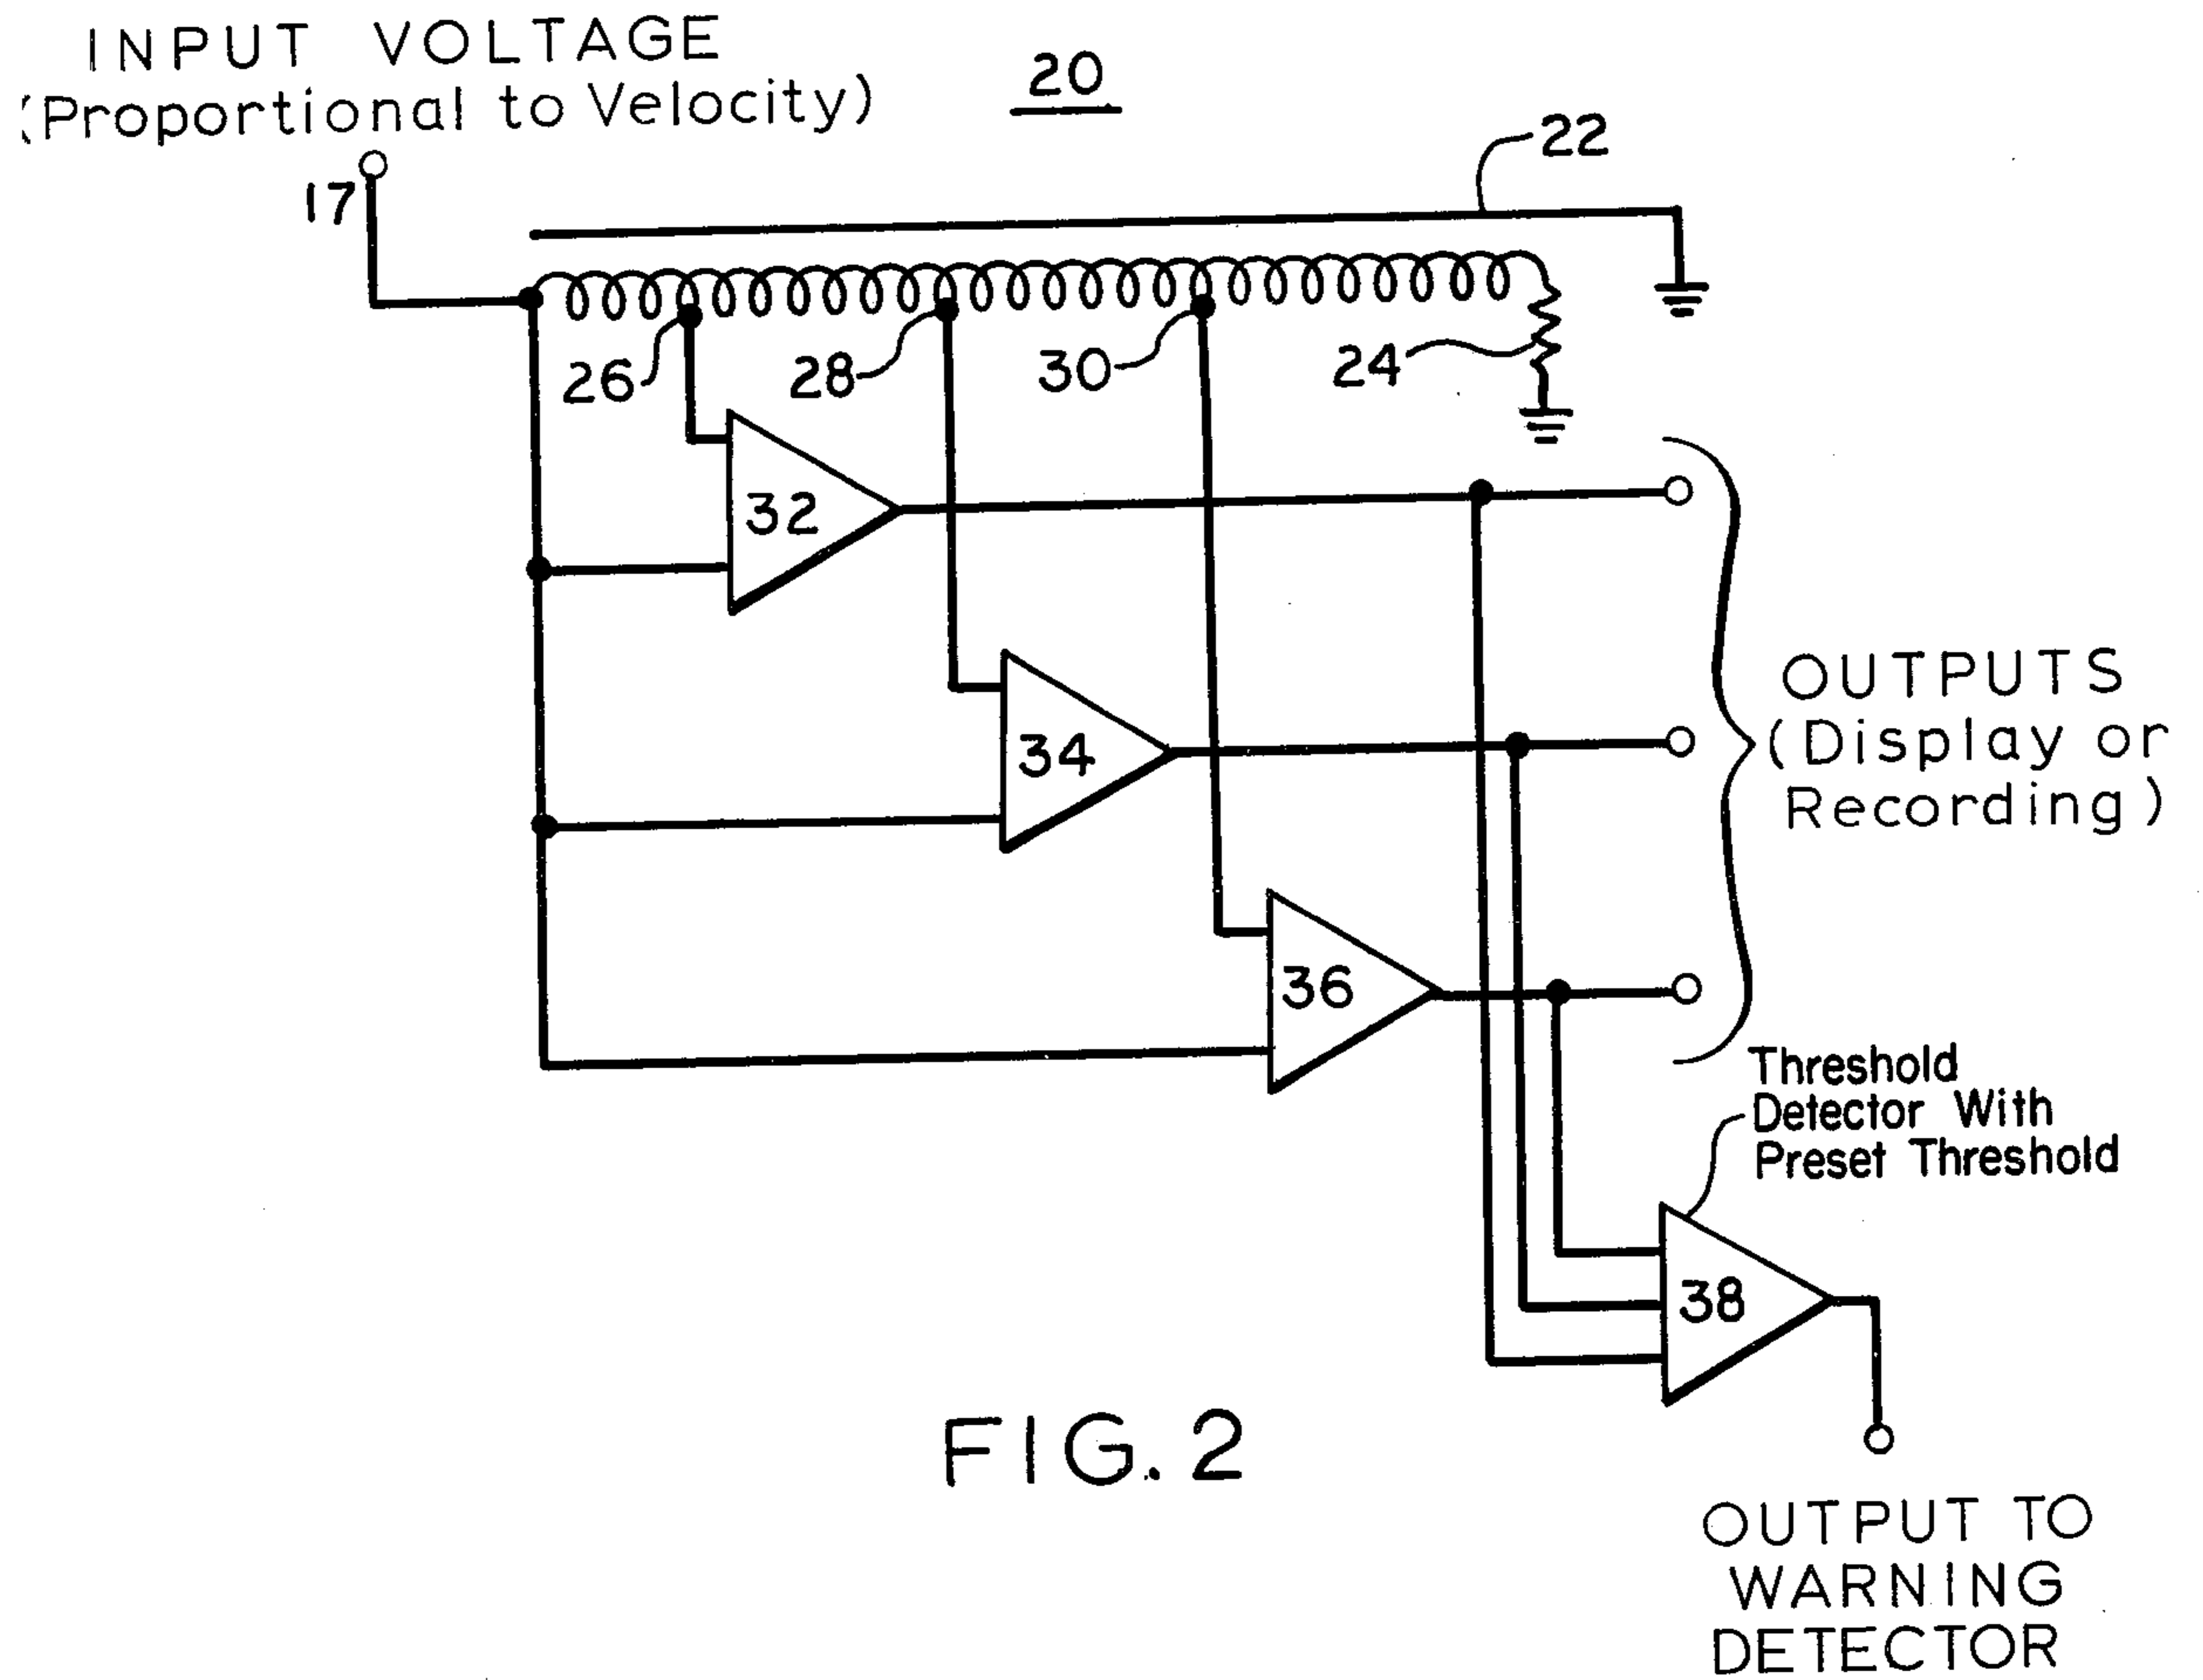 INPUT VOLTAGE
(Proportional to Velocity)
20
22
17
26
28
30
24
32
34
OUTPUTS
(Display or
Recording)
36
Threshold
Detector With
Preset Threshold
38
FIG. 2
OUTPUT TO
WARNING
DETECTOR